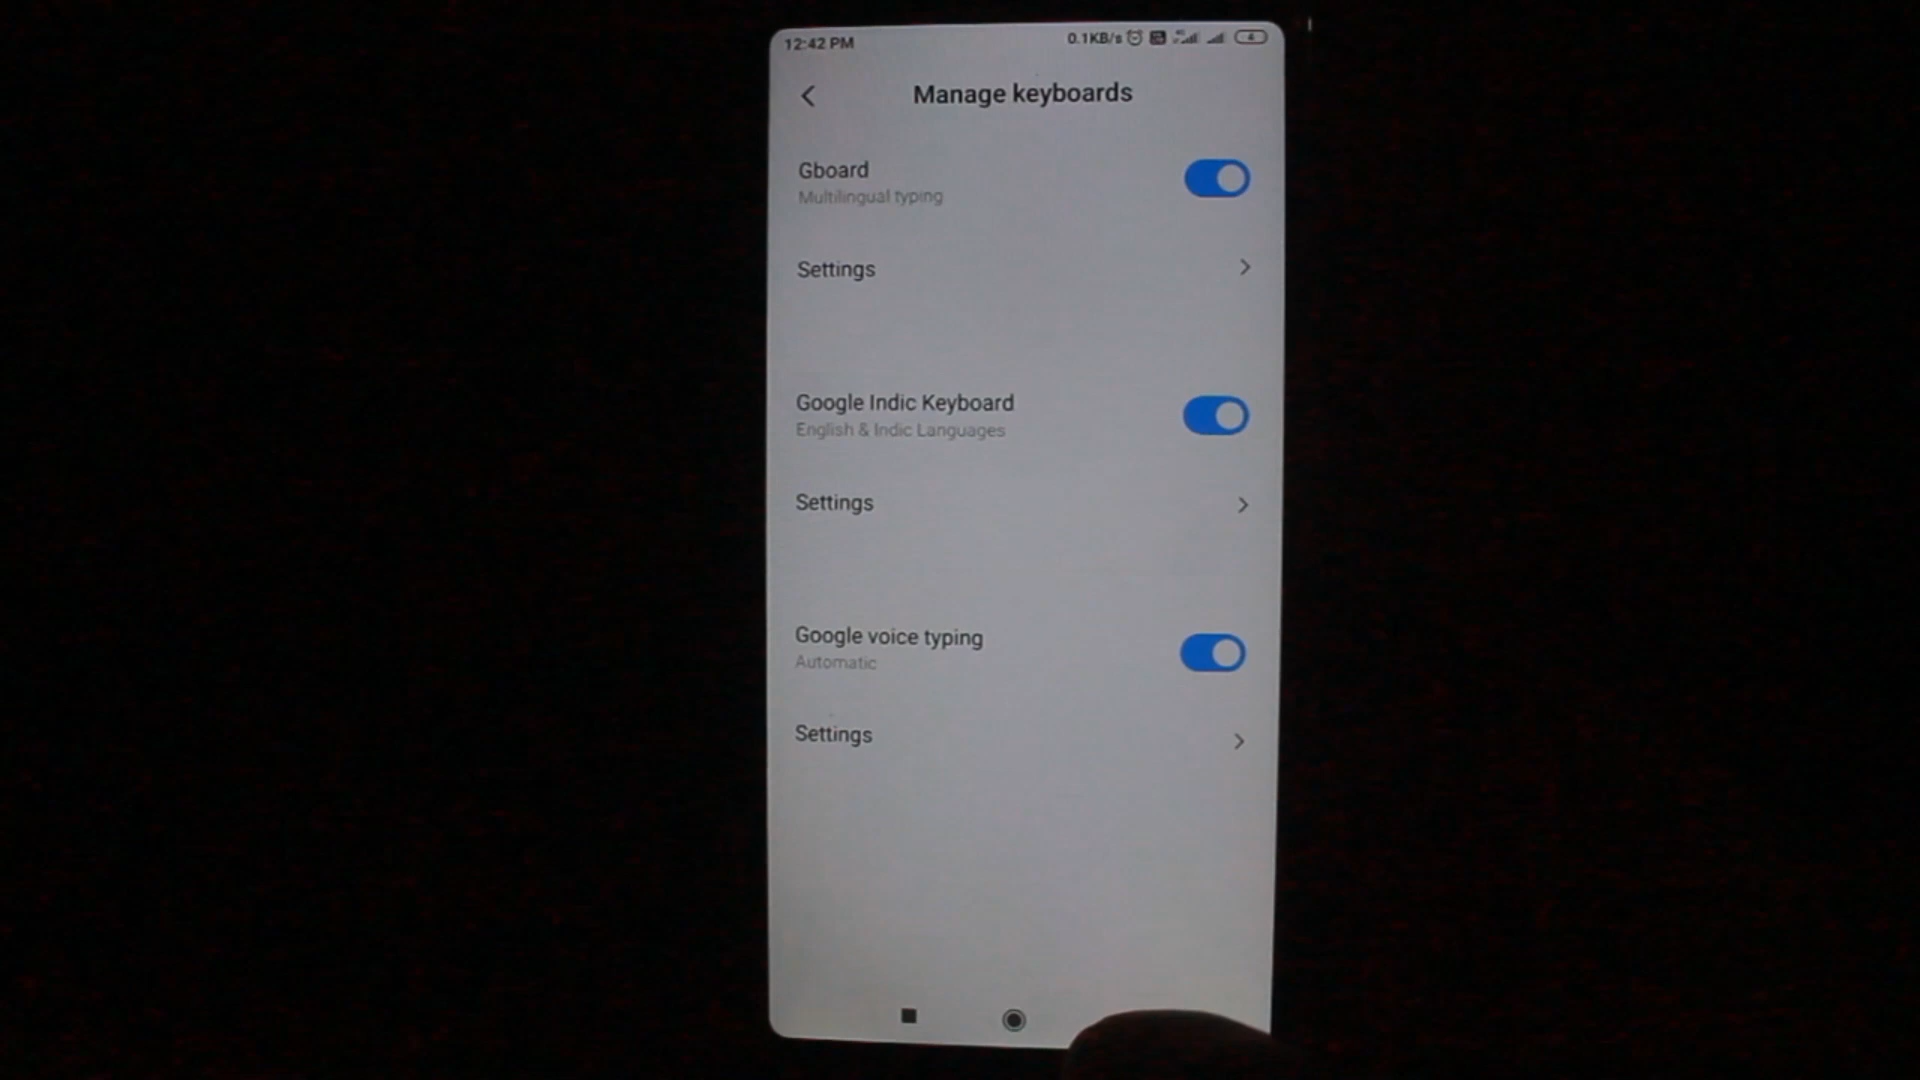 12:42 PM
0.1KB/s
4
Manage keyboards
Gboard
Multilingual typing
Settings
Google Indic Keyboard
English & Indic Languages
Settings
Google voice typing
Automatic
Settings